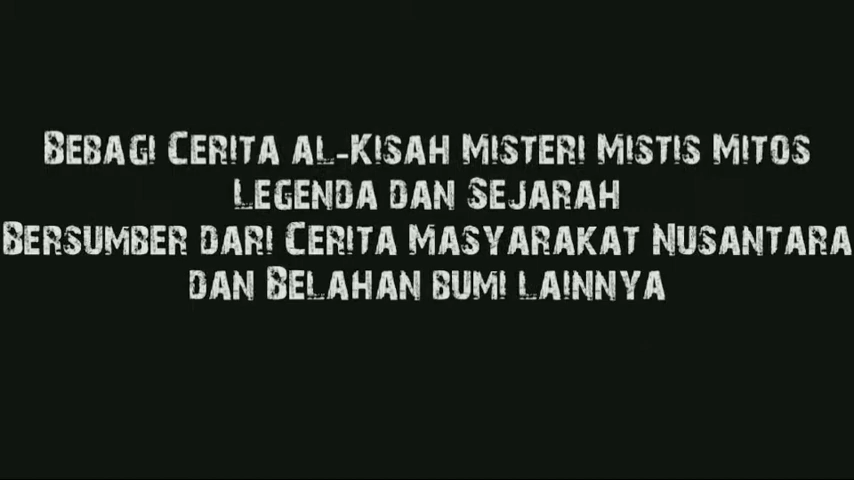 Bebagi Cerita al-Kisah Misteri Mistis Mitos
Legenda dan Sejarah
Bersumber dari Cerita Masyarakat Nusantara
dan Belahan bumi lainnya